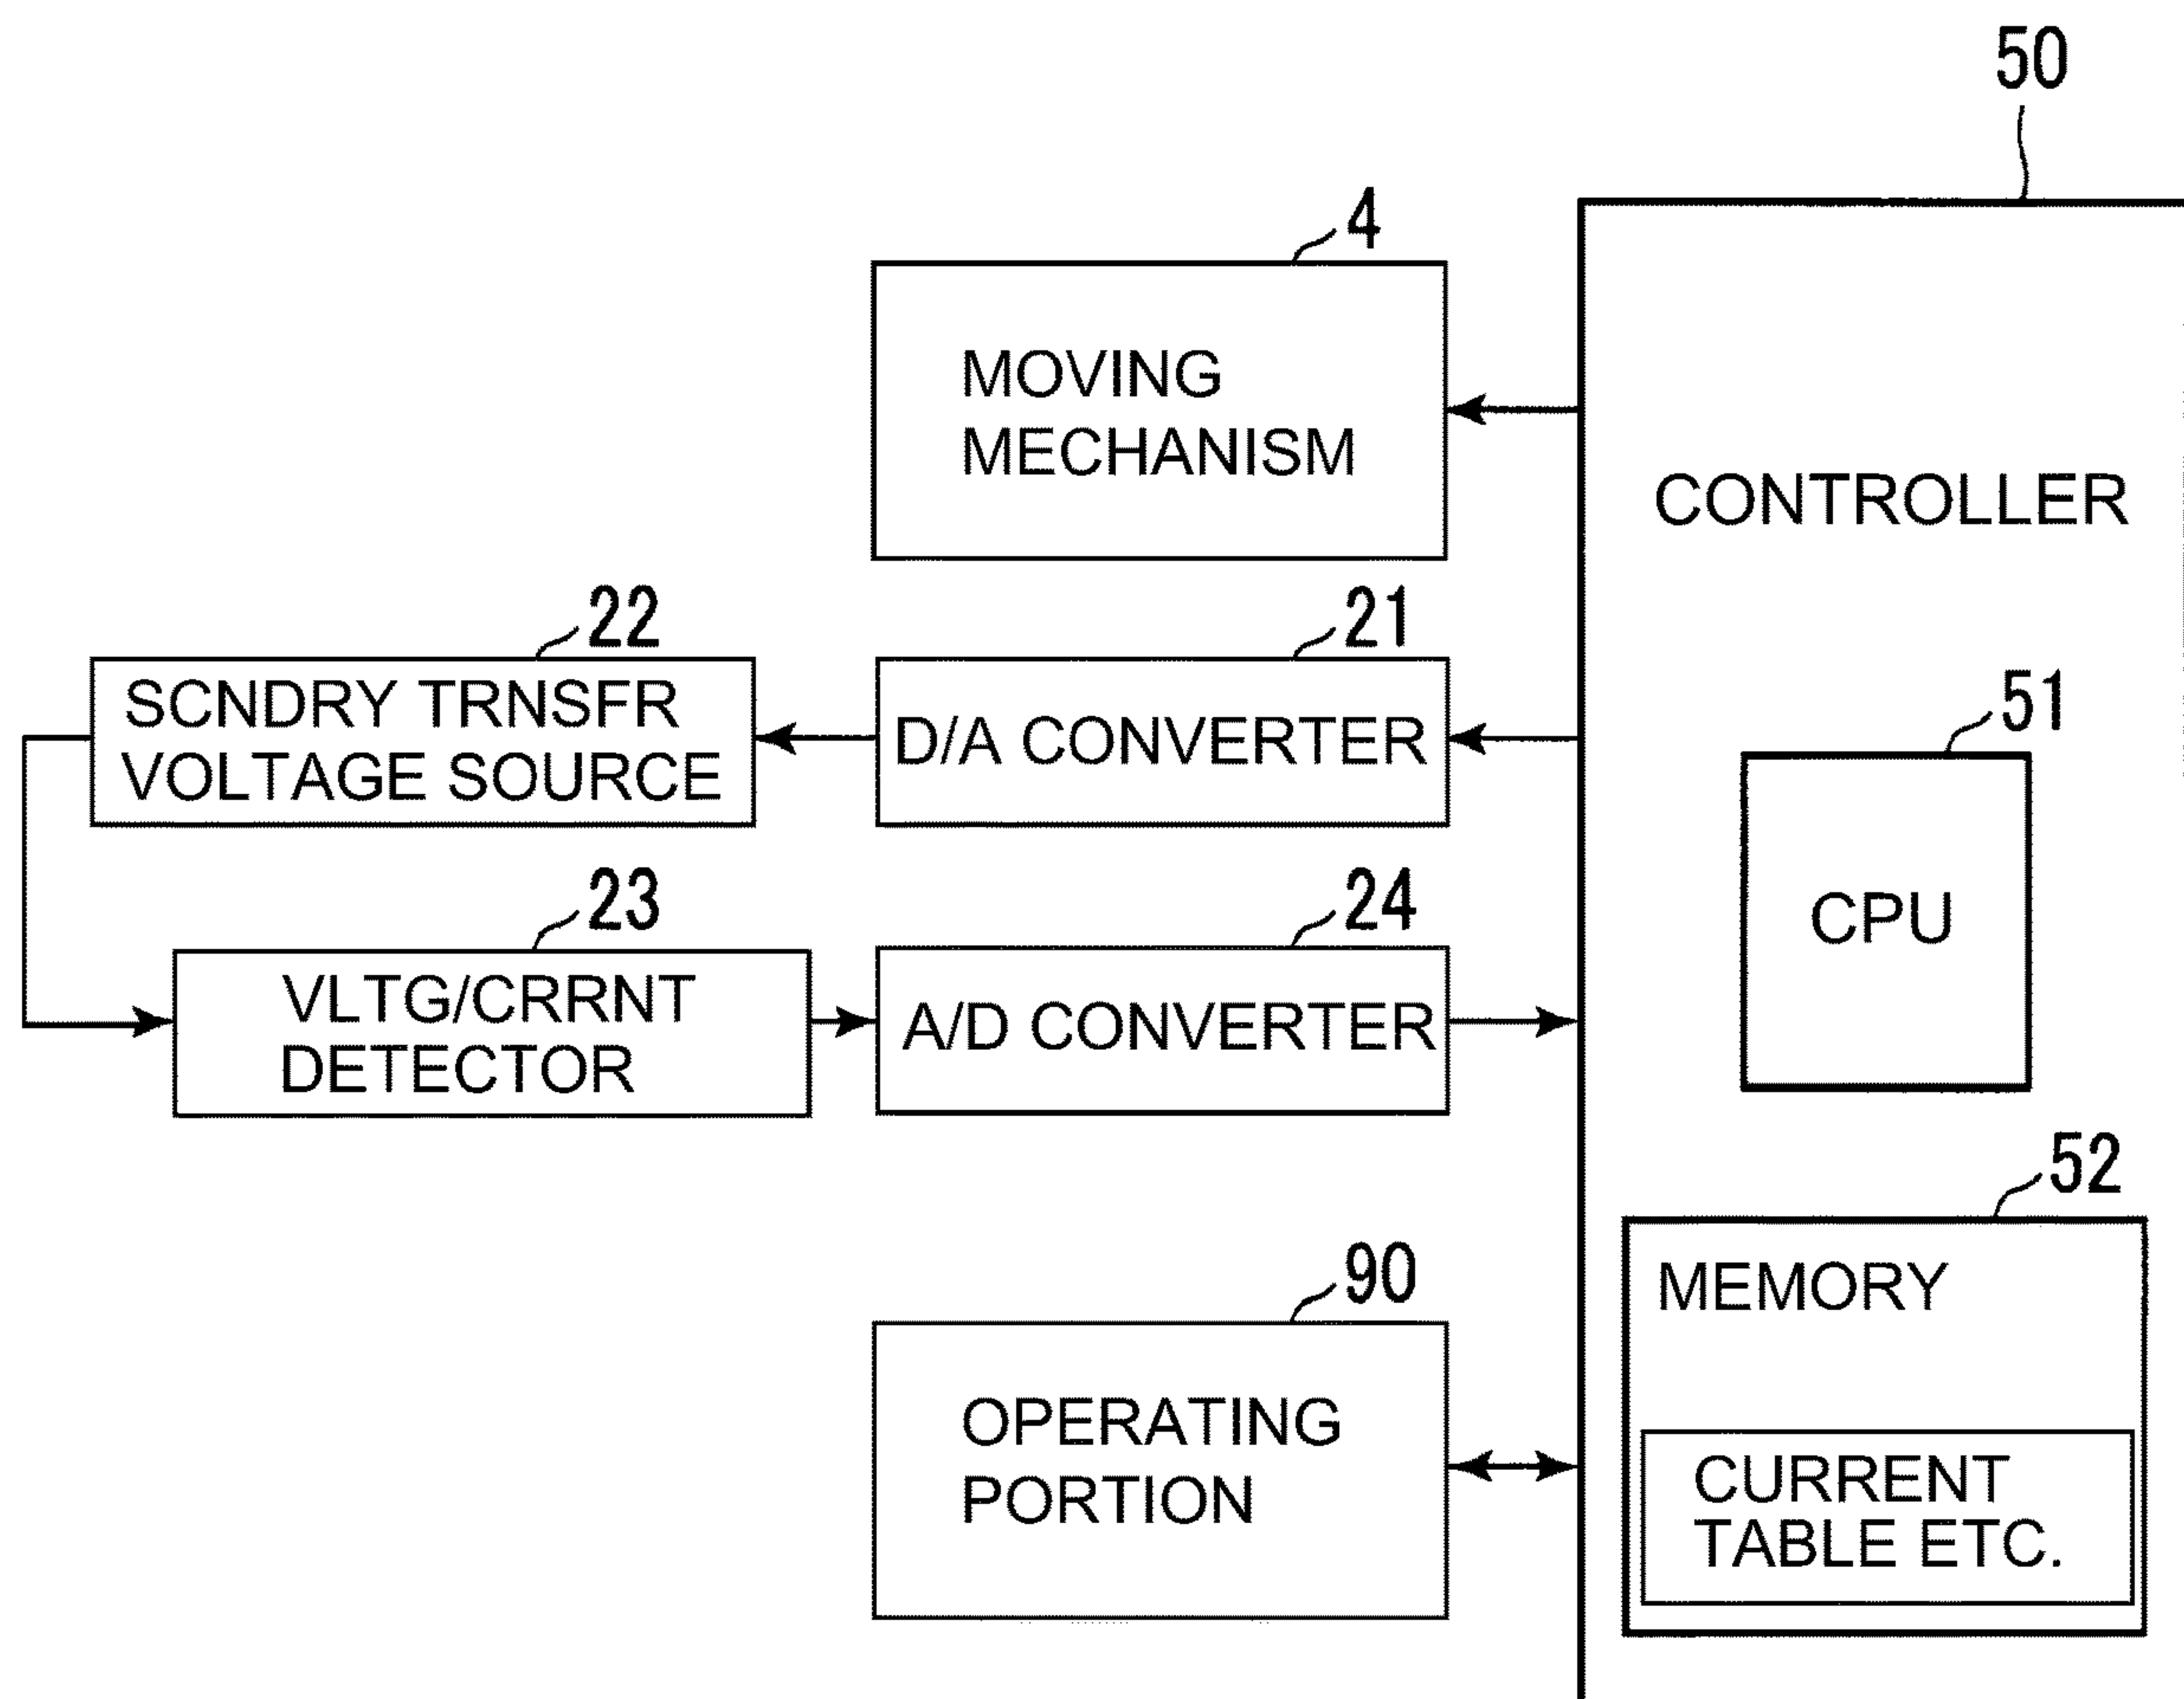 50
4
MOVING
MECHANISM
CONTROLLER
22
21
SCNDRY TRNSFR
VOLTAGE SOURCE
D/A CONVERTER
51
CPU
23
24
VLTG/CRRNT
DETECTOR
A/D CONVERTER
52
MEMORY
90
OPERATING
PORTION
CURRENT
TABLE ETC.